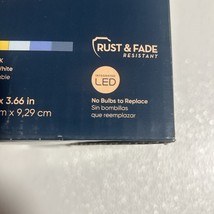 RUST & FADE
RESISTANT
K
White
able
INTEGRATED
LED
No Bulbs to Replace
Sin bombillas
que reemplazar
x 3.66 in
m x 9,29 cm